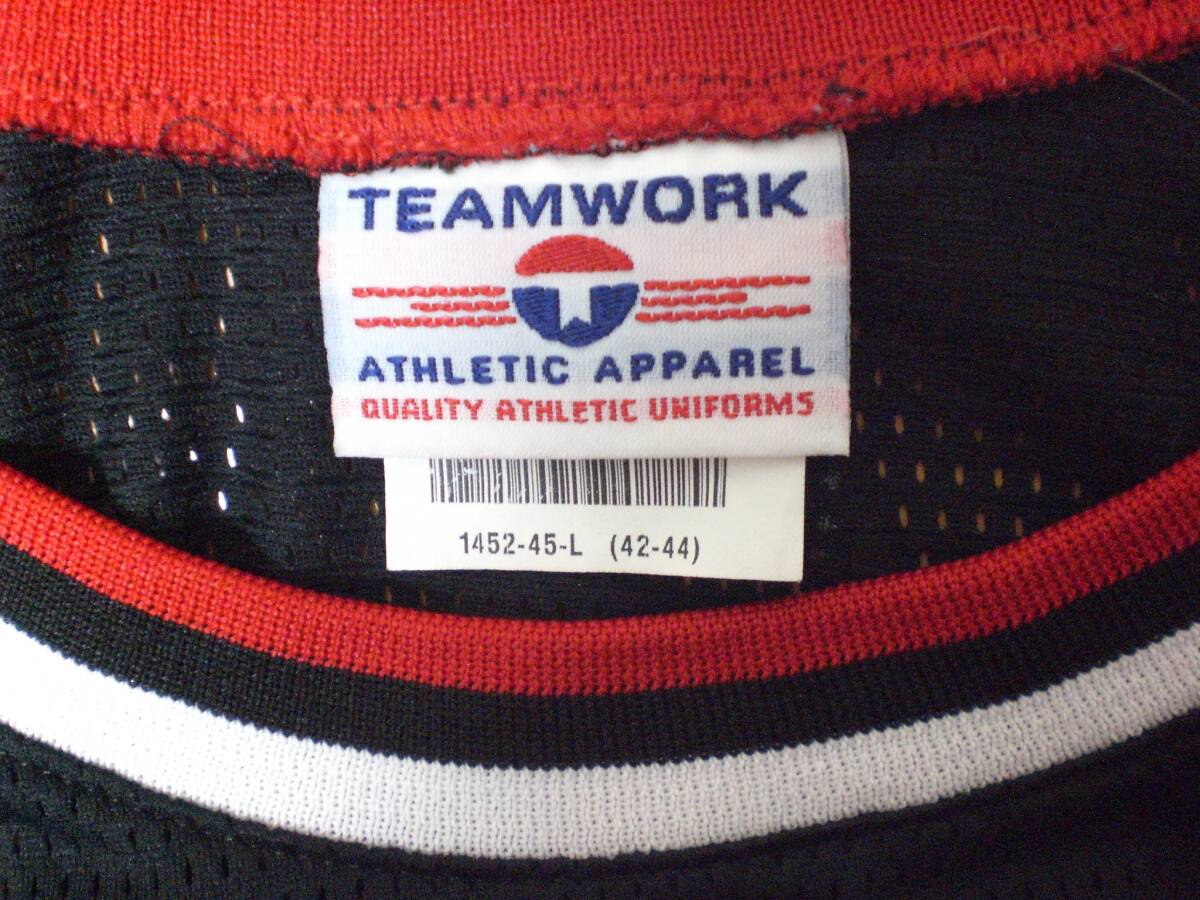 TEAMWORK
ATHLETIC APPAREL
QUALITY ATHLETIC UNIFORMS
1452-45-L (42-44)